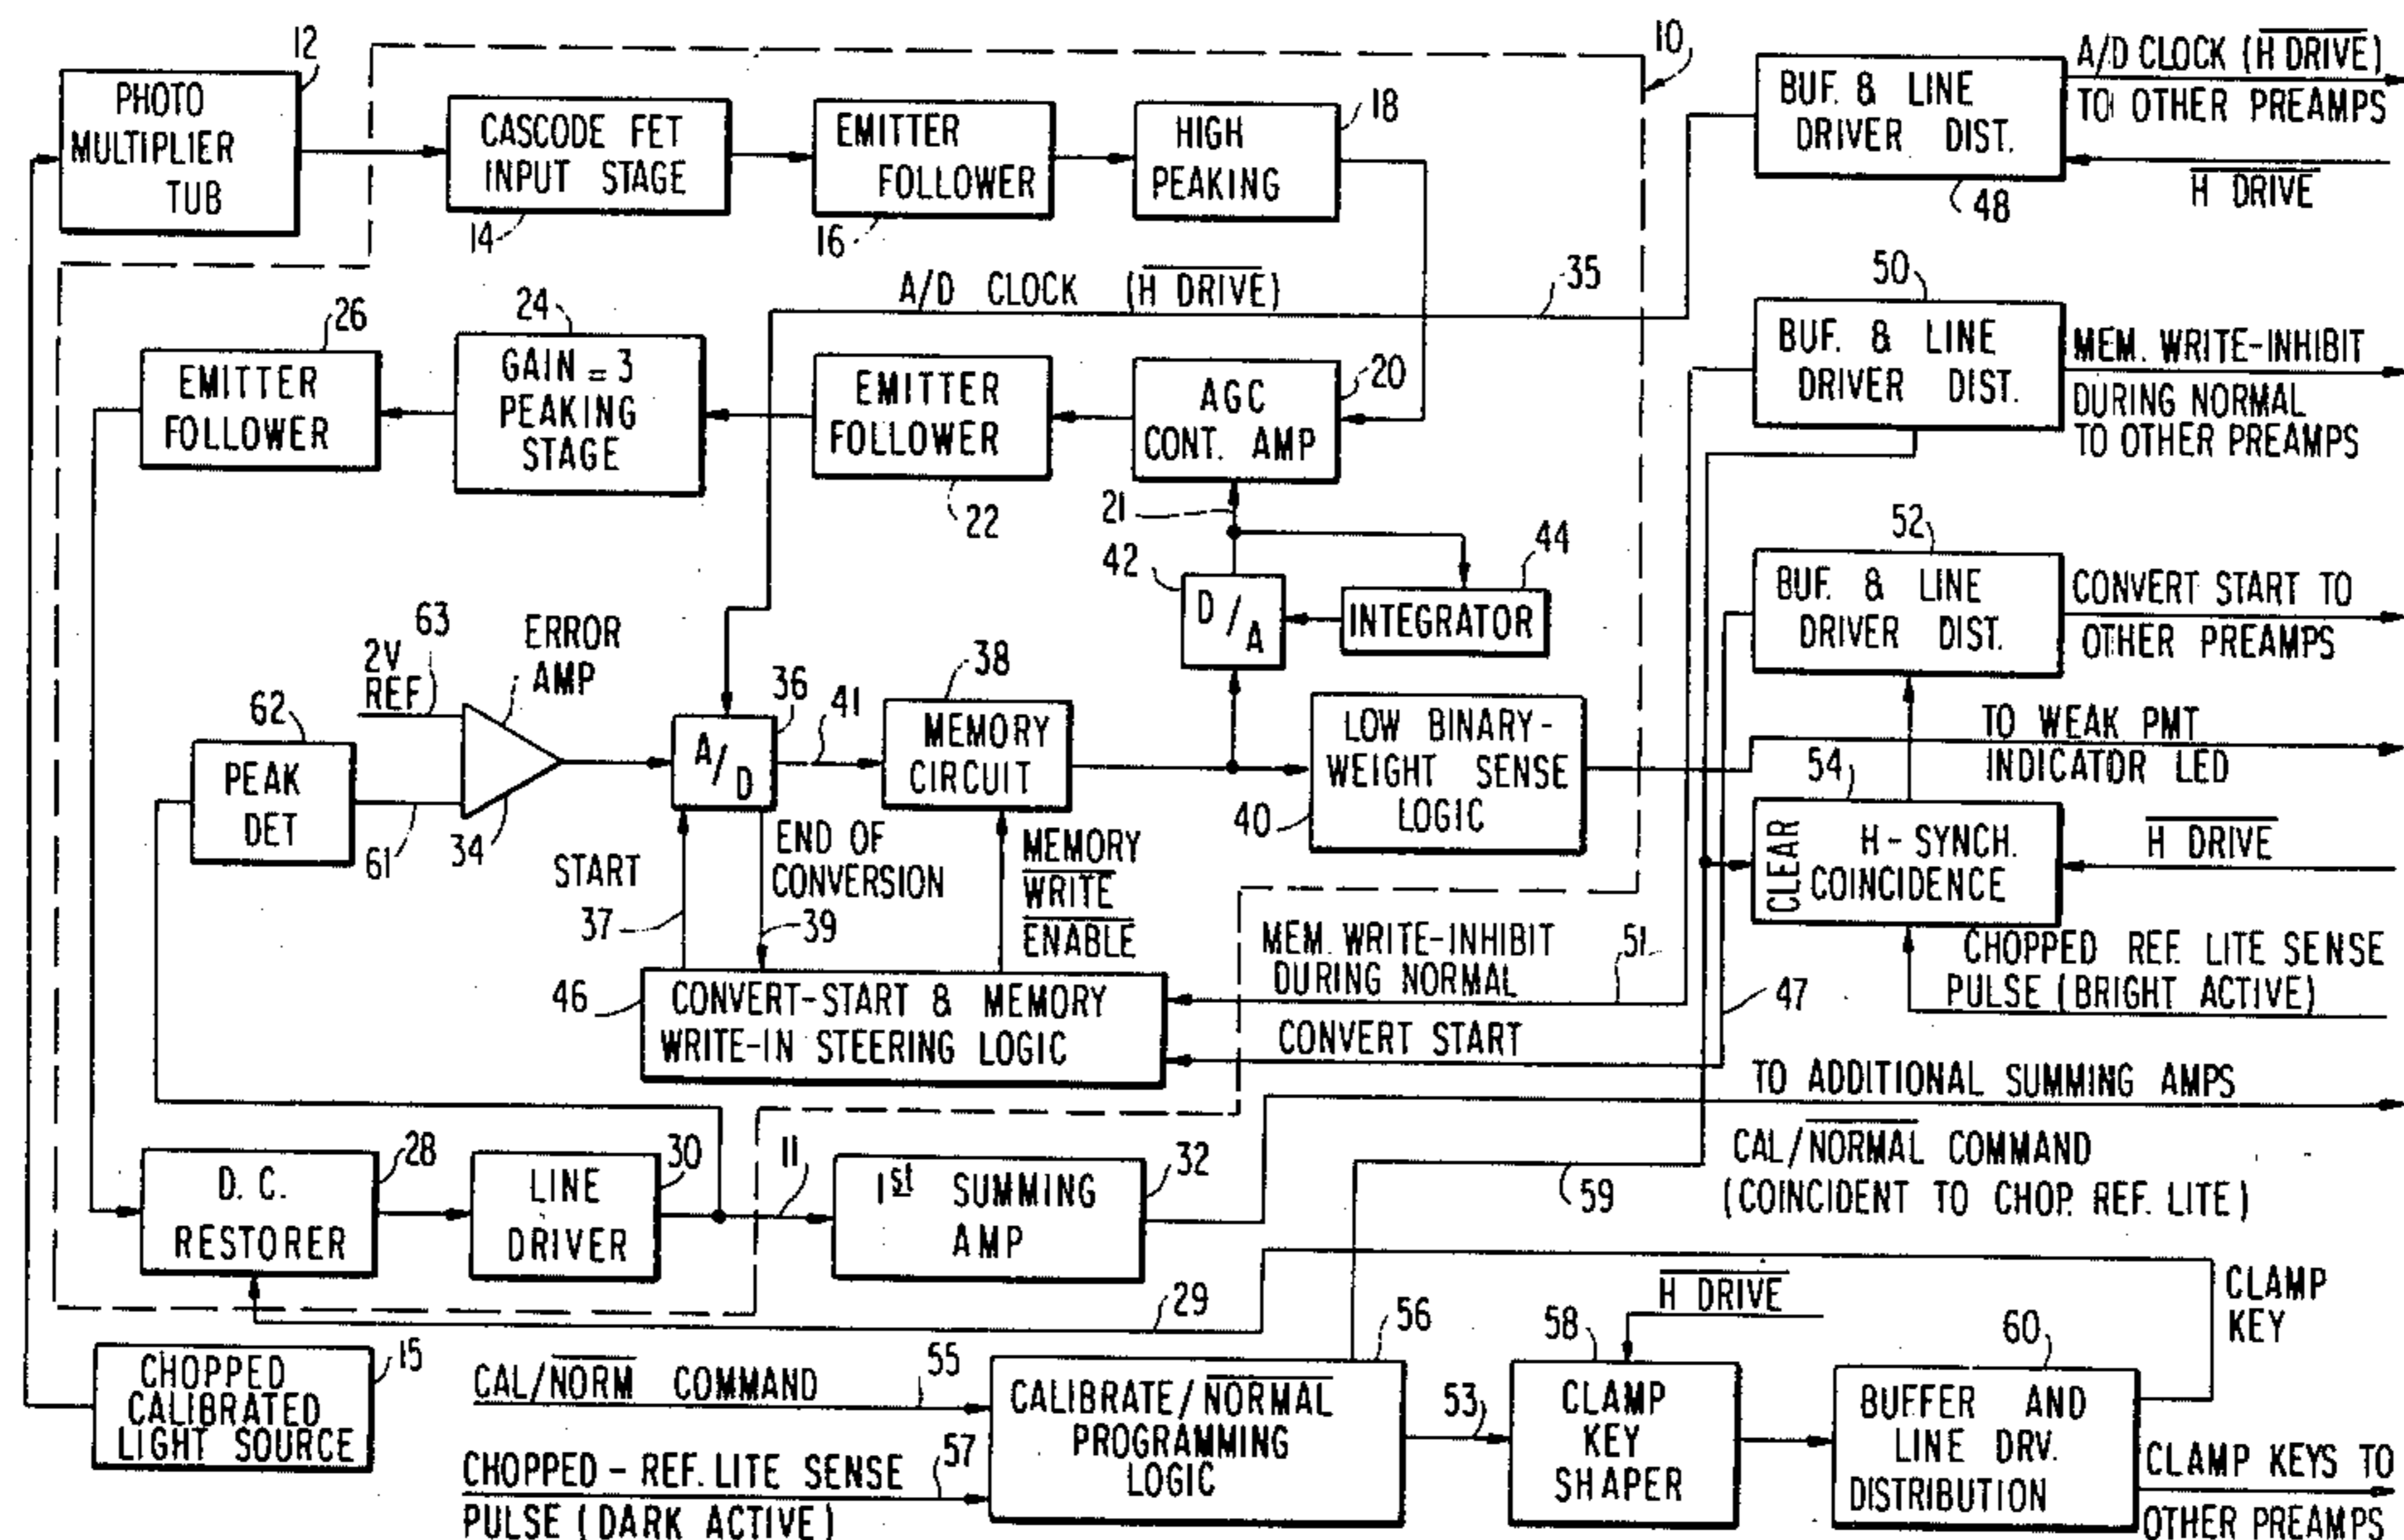 12
PHOTO
MULTIPLIER
TUB
CASCODE FET
INPUT STAGE
14
EMITTER
FOLLOWER
16
HIGH
PEAKING
18
10
BUF. & LINE
DRIVER DIST.
48
A/D CLOCK (H DRIVE)
TO OTHER PREAMPS
H DRIVE
A/D CLOCK (H DRIVE)
35
26
EMITTER
FOLLOWER
24
GAIN = 3
PEAKING
STAGE
EMITTER
FOLLOWER
22
AGC
CONT. AMP
20
21
50
BUF. & LINE
DRIVER DIST.
MEM. WRITE-INHIBIT
DURING NORMAL
TO OTHER PREAMPS
42
D/A
44
INTEGRATOR
52
BUF. & LINE
DRIVER DIST.
CONVERT START TO
OTHER PREAMPS
62
PEAK
DET
2V
REF
63
ERROR
AMP
61
34
36
A/D
41
38
MEMORY
CIRCUIT
LOW BINARY-
WEIGHT SENSE
LOGIC
40
TO WEAK PMT
INDICATOR LED
54
CLEAR
H-SYNCH.
COINCIDENCE
H DRIVE
CHOPPED REF. LITE SENSE
PULSE (BRIGHT ACTIVE)
START
37
END OF
CONVERSION
39
MEMORY
WRITE
ENABLE
46
CONVERT-START & MEMORY
WRITE-IN STEERING LOGIC
MEM. WRITE-INHIBIT
DURING NORMAL
51
47
CONVERT START
TO ADDITIONAL SUMMING AMPS
D.C.
RESTORER
28
LINE
DRIVER
30
11
1st SUMMING
AMP
32
59
CAL/NORMAL COMMAND
(COINCIDENT TO CHOP. REF. LITE)
29
CLAMP
KEY
CHOPPED
CALIBRATED
LIGHT SOURCE
15
CAL/NORM COMMAND
55
CHOPPED-REF. LITE SENSE
PULSE (DARK ACTIVE)
57
56
CALIBRATE/NORMAL
PROGRAMMING
LOGIC
53
58
H DRIVE
CLAMP
KEY
SHAPER
60
BUFFER AND
LINE DRV.
DISTRIBUTION
CLAMP KEYS TO
OTHER PREAMPS